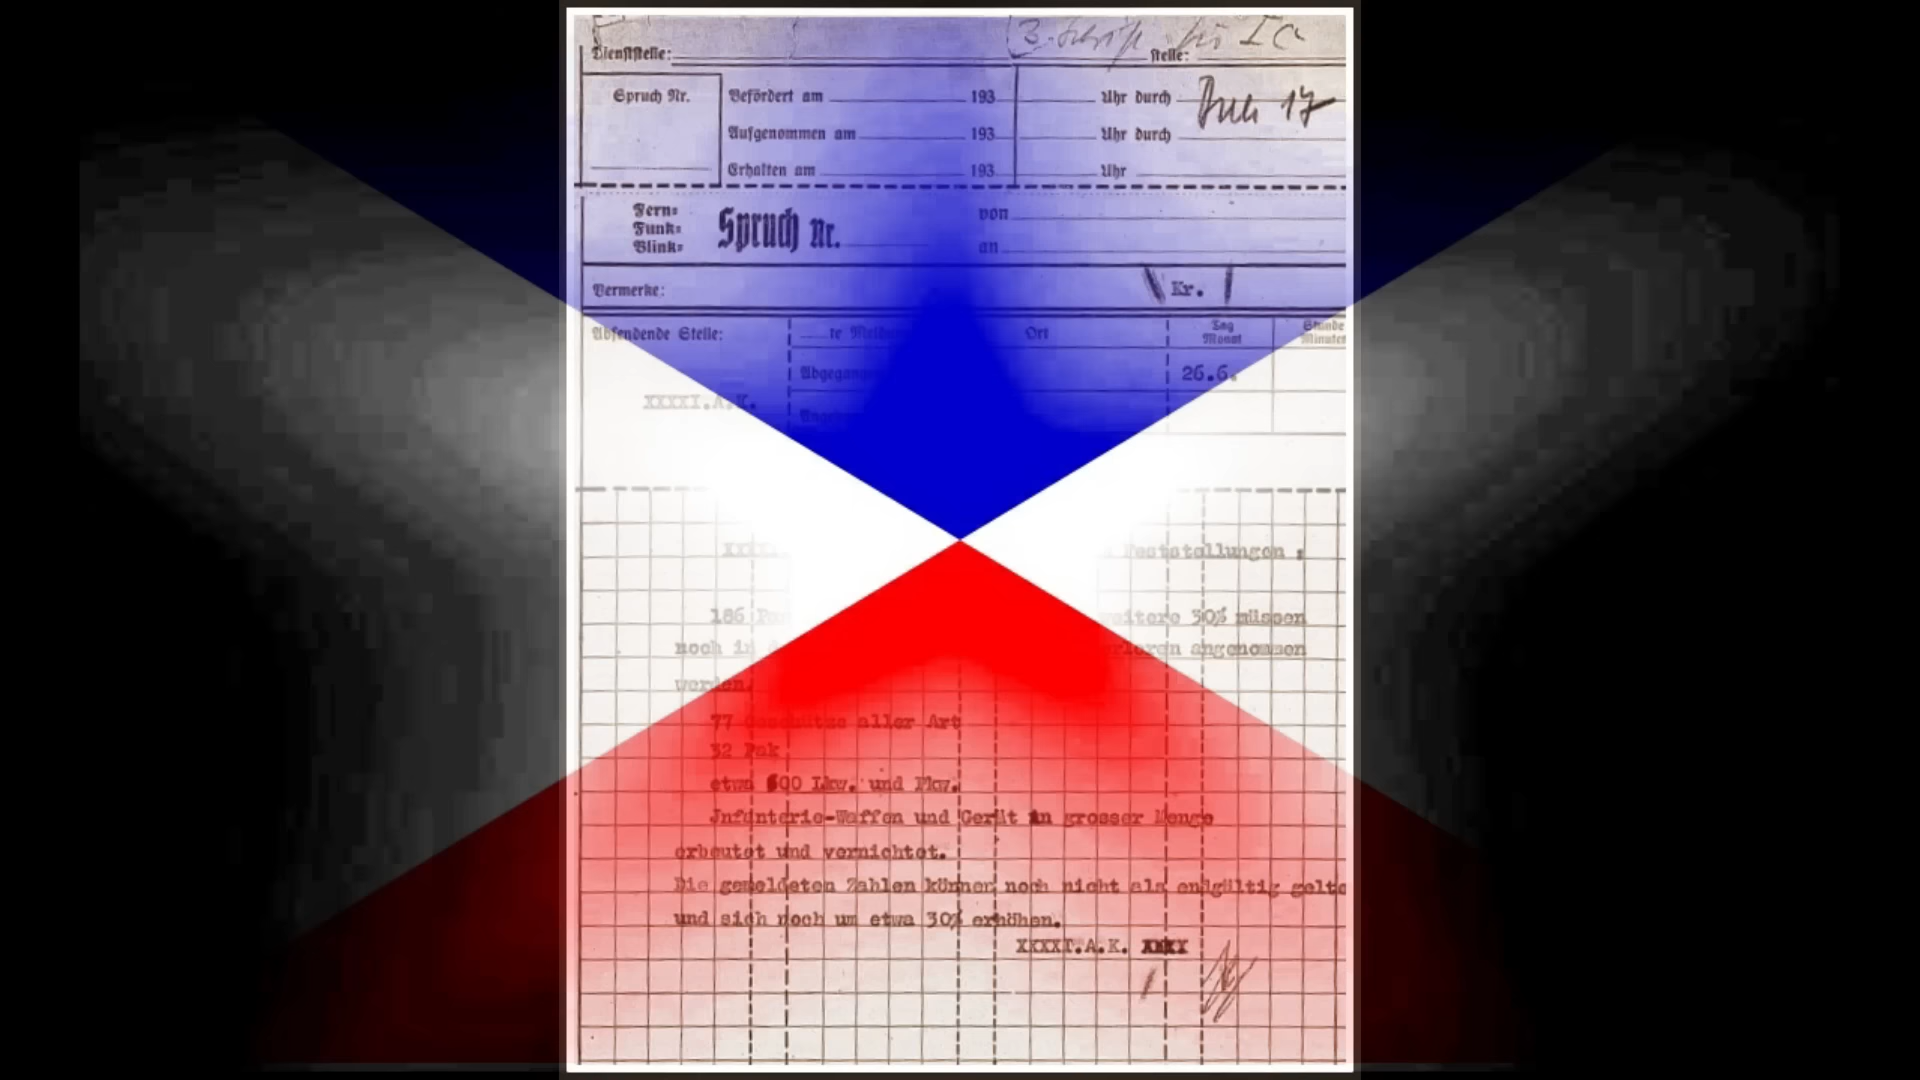 Dienststelle:
stelle:
Spruch Nr.
Befördert am 193 Uhr durch
Aufgenommen am 193 Uhr durch
Erhalten am 193 Uhr
17
Fern=
Funk=
Blink=
Spruch Nr.
von
an
Vermerke:
Kr.
Absendende Stelle:
te Ort
Tag
Monat
Stunde
Minuten
26.6.
XXXXI.A.K.
Feststellungen :
186 weitere 30% müssen
noch in angenommen
werden.
77 Geschütze aller Art
32 Pak
etwa 600 Lkw. und Pkw.
Jnfanterie-Waffen und Gerät in grosser Menge
erbeutet und vernichtet.
Die gemeldeten Zahlen können noch nicht als endgültig gelte
und sich noch um etwa 30% erhöhen.
XXXXI.A.K.